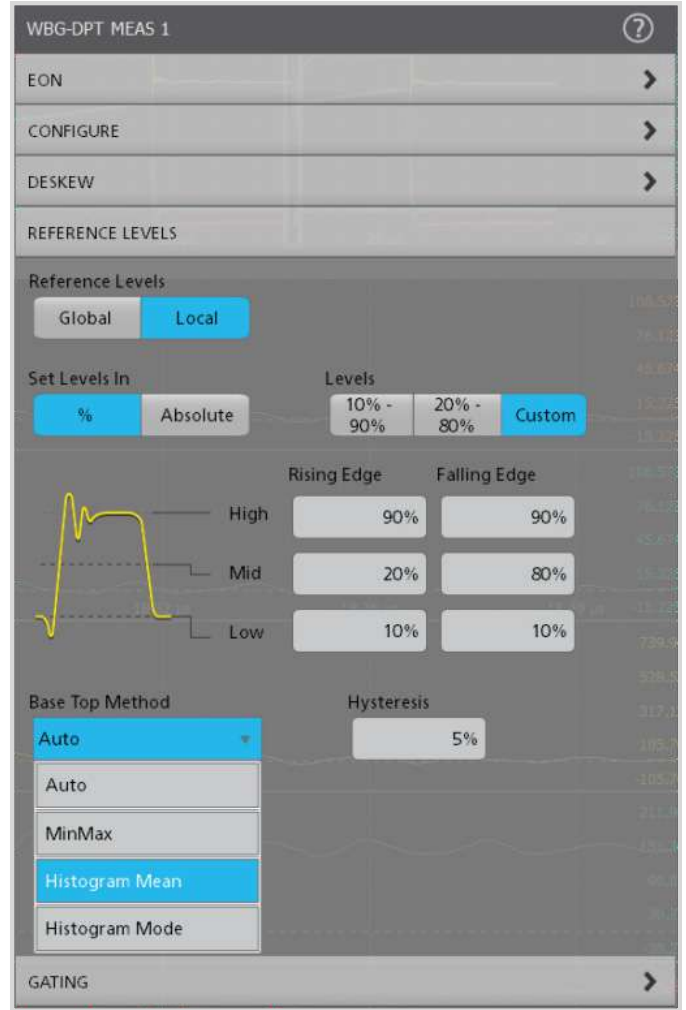 WBG-DPT MEAS 1
?
EON
CONFIGURE
DESKEW
REFERENCE LEVELS
Reference Levels
Global Local
Set Levels In Levels
% Absolute 10% - 90% 20% - 80% Custom
Rising Edge Falling Edge
High 90% 90%
Mid 20% 80%
Low 10% 10%
Base Top Method Hysteresis
Auto 5%
Auto
MinMax
Histogram Mean
Histogram Mode
GATING